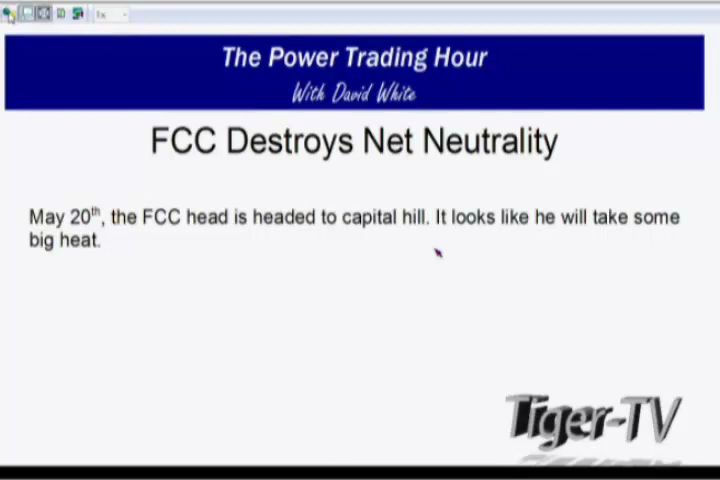 1x
The Power Trading Hour
With David White
FCC Destroys Net Neutrality
May 20th, the FCC head is headed to capital hill. It looks like he will take some
big heat.
Tiger-TV